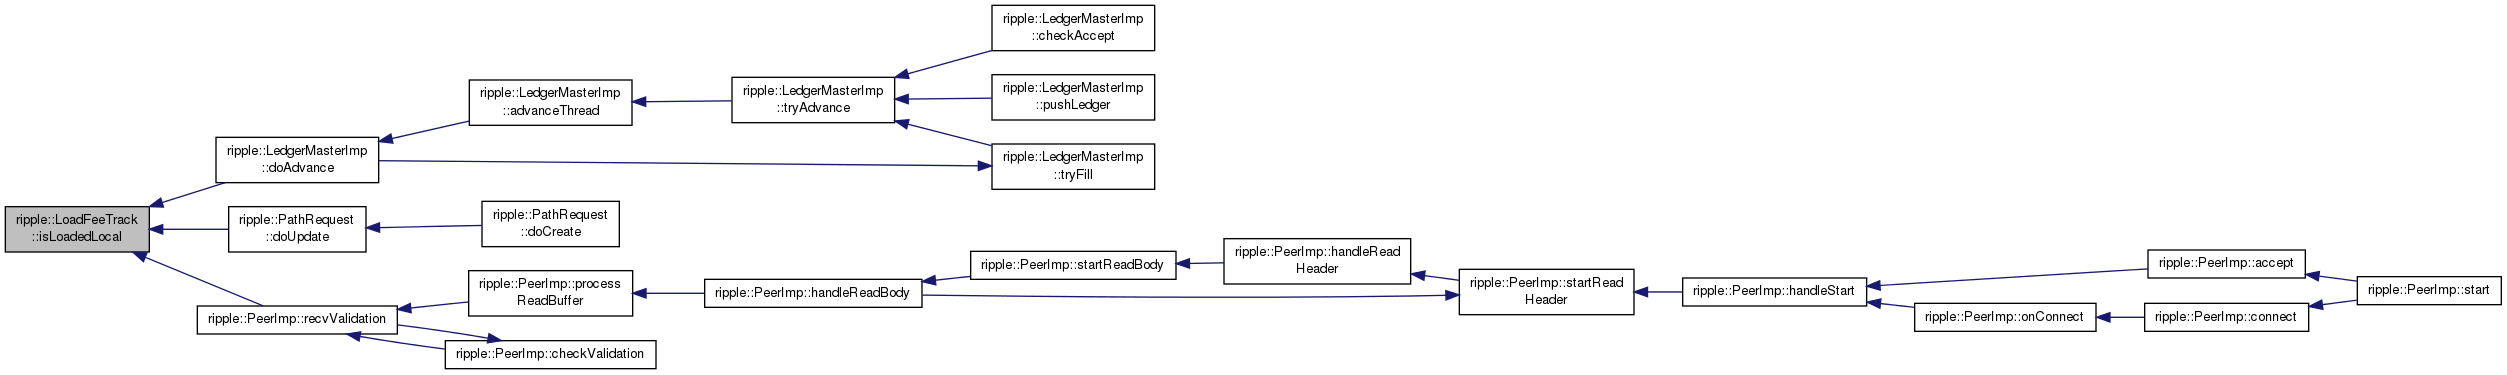 ripple::LedgerMasterImp
::checkAccept
ripple::LedgerMasterImp
::advanceThread
ripple::LedgerMasterImp
::tryAdvance
ripple::LedgerMasterImp
::pushLedger
ripple::LedgerMasterImp
::doAdvance
ripple::LedgerMasterImp
::tryFill
ripple::LoadFeeTrack
::isLoadedLocal
ripple::PathRequest
::doUpdate
ripple::PathRequest
::doCreate
ripple::PeerImp::recvValidation
ripple::PeerImp::process
ReadBuffer
ripple::PeerImp::checkValidation
ripple::PeerImp::handleReadBody
ripple::PeerImp::startReadBody
ripple::PeerImp::handleRead
Header
ripple::PeerImp::startRead
Header
ripple::PeerImp::handleStart
ripple::PeerImp::accept
ripple::PeerImp::onConnect
ripple::PeerImp::connect
ripple::PeerImp::start